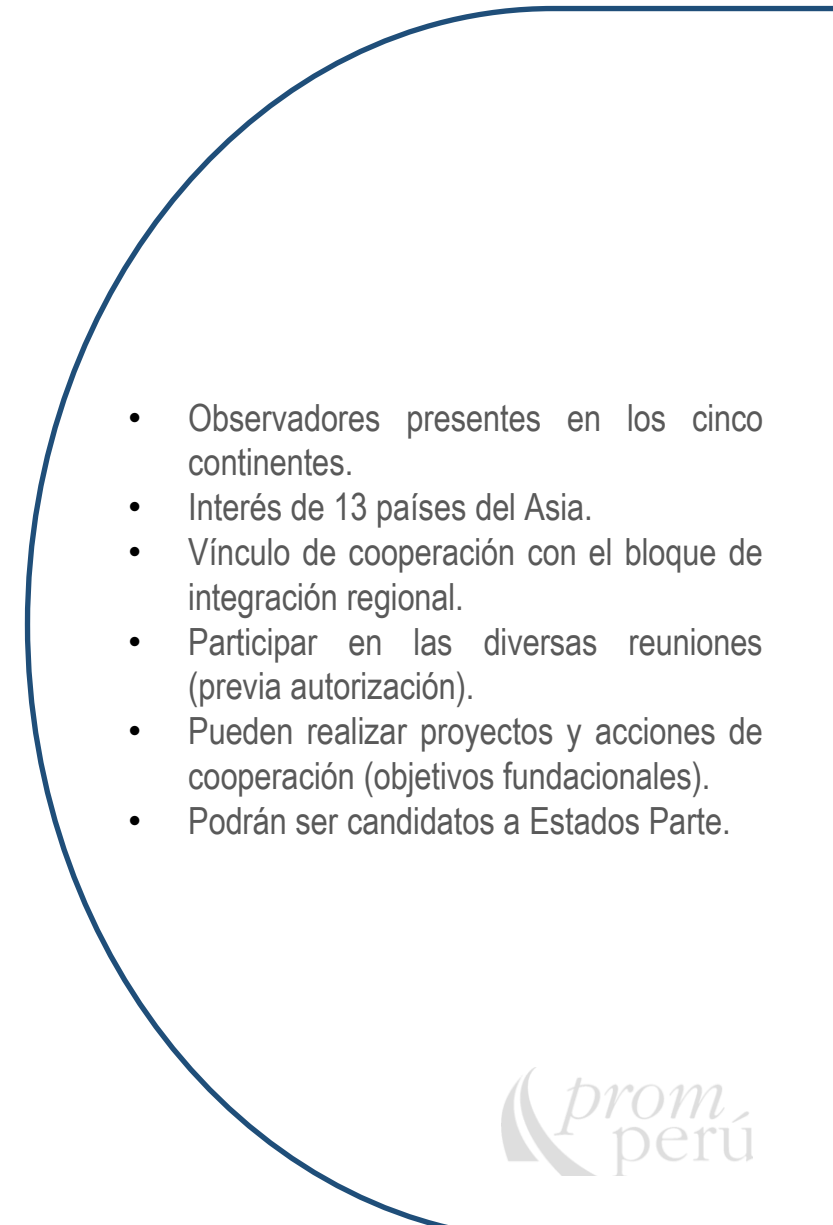 • Observadores presentes en los cinco
continentes.
• Interés de 13 países del Asia.
• Vínculo de cooperación con el bloque de
integración regional.
• Participar en las diversas reuniones
(previa autorización).
• Pueden realizar proyectos y acciones de
cooperación (objetivos fundacionales).
• Podrán ser candidatos a Estados Parte.
prom
perú